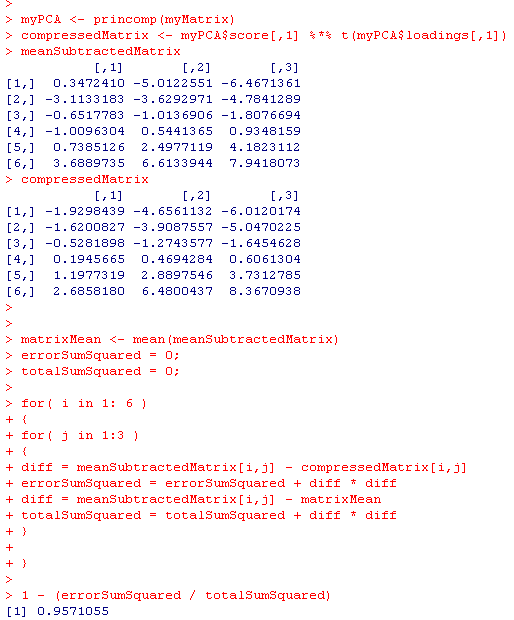 >
> myPCA <- princomp(myMatrix)
> compressedMatrix <- myPCA$score[,1] %*% t(myPCA$loadings[,1])
> meanSubtractedMatrix
[,1] [,2] [,3]
[1,] 0.3472410 -5.0122551 -6.4671361
[2,] -3.1133183 -3.6292971 -4.7841289
[3,] -0.6517783 -1.0136906 -1.8076694
[4,] -1.0096304 0.5441365 0.9348159
[5,] 0.7385126 2.4977119 4.1823112
[6,] 3.6889735 6.6133944 7.9418073
> compressedMatrix
[,1] [,2] [,3]
[1,] -1.9298439 -4.6561132 -6.0120174
[2,] -1.6200827 -3.9087557 -5.0470225
[3,] -0.5281898 -1.2743577 -1.6454628
[4,] 0.1945665 0.4694284 0.6061304
[5,] 1.1977319 2.8897546 3.7312785
[6,] 2.6858180 6.4800437 8.3670938
>
>
> matrixMean <- mean(meanSubtractedMatrix)
> errorSumSquared = 0;
> totalSumSquared = 0;
>
> for( i in 1: 6 )
+ {
+ for( j in 1:3 )
+ {
+ diff = meanSubtractedMatrix[i,j] - compressedMatrix[i,j]
+ errorSumSquared = errorSumSquared + diff * diff
+ diff = meanSubtractedMatrix[i,j] - matrixMean
+ totalSumSquared = totalSumSquared + diff * diff
+ }
+
+ }
>
> 1 - (errorSumSquared / totalSumSquared)
[1] 0.9571055